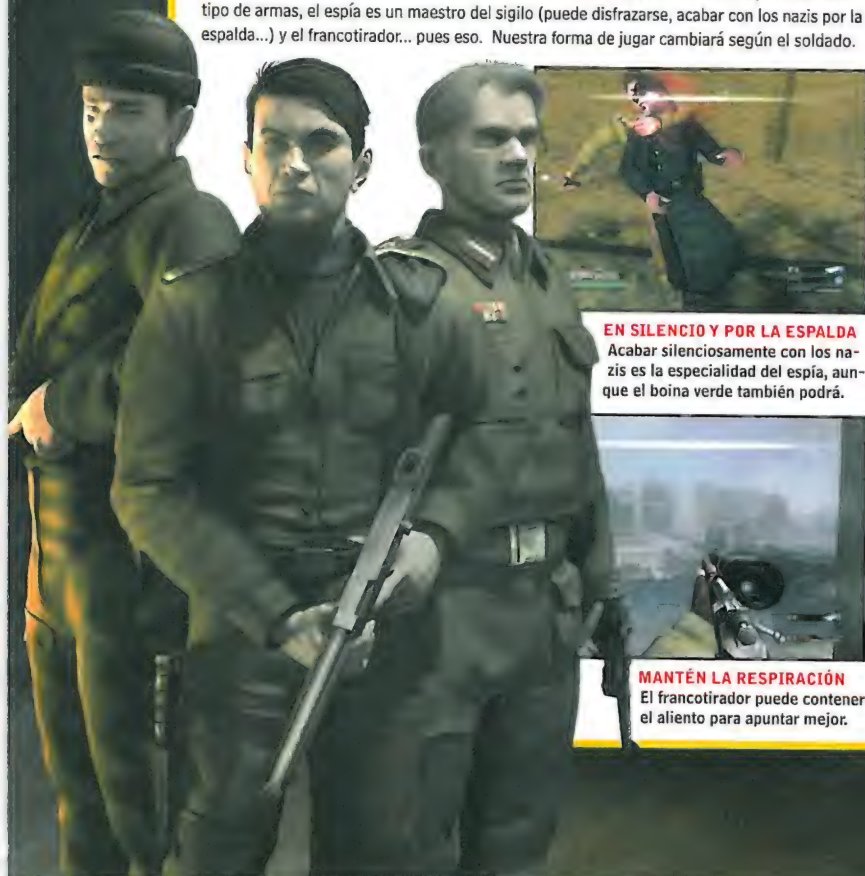 tipo de armas, el espía es un maestro del sigilo (puede disfrazarse, acabar con los nazis por la
espalda...) y el francotirador... pues eso. Nuestra forma de jugar cambiará según el soldado.
EN SILENCIO Y POR LA ESPALDA
Acabar silenciosamente con los na-
zis es la especialidad del espía, aun-
que el boina verde también podrá.
MANTÉN LA RESPIRACIÓN
El francotirador puede contener
el aliento para apuntar mejor.